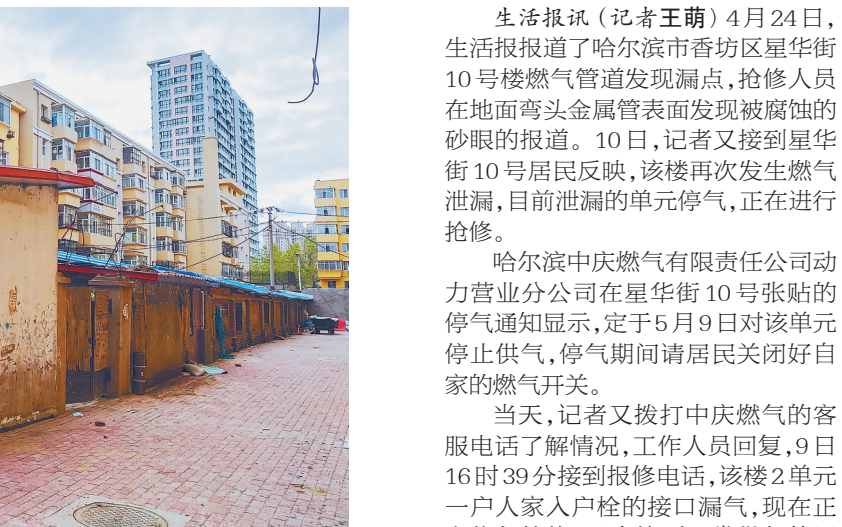 生活报讯（记者王萌）4月24日，
生活报报道了哈尔滨市香坊区星华街
10号楼燃气管道发现漏点，抢修人员
在地面弯头金属管表面发现被腐蚀的
砂眼的报道。10日，记者又接到星华
街10号居民反映，该楼再次发生燃气
泄漏，目前泄漏的单元停气，正在进行
抢修。
哈尔滨中庆燃气有限责任公司动
力营业分公司在星华街10号张贴的
停气通知显示，定于5月9日对该单元
停止供气，停气期间请居民关闭好自
家的燃气开关。
当天，记者又拨打中庆燃气的客
服电话了解情况，工作人员回复，9日
16时39分接到报修电话，该楼2单元
一户人家入户栓的接口漏气，现在正